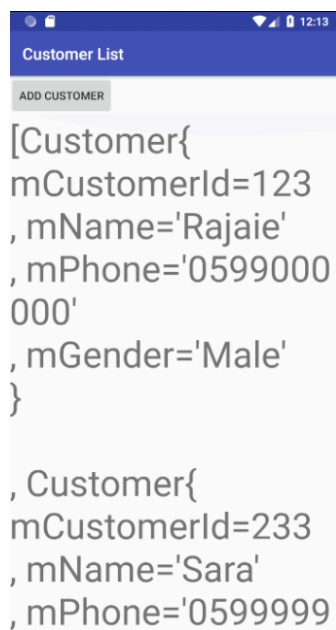 12:13
Customer List
ADD CUSTOMER
[Customer{
mCustomerId=123
, mName='Rajaie'
, mPhone='0599000
000'
, mGender='Male'
}
, Customer{
mCustomerId=233
, mName='Sara'
, mPhone='0599999